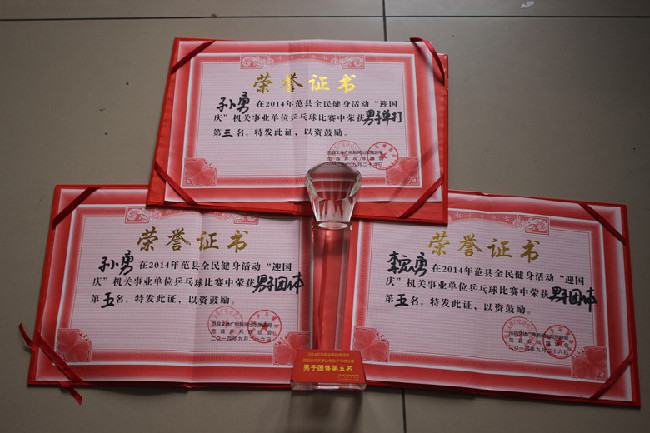 荣誉证书
孙勇 在2014年范县全民健身活动“迎国
庆”机关事业单位乒乓球比赛中荣获男子单打
第三名。特发此证，以资鼓励。
荣誉证书
孙勇 在2014年范县全民健身活动“迎国
庆”机关事业单位乒乓球比赛中荣获男子团体
第五名。特发此证，以资鼓励。
荣誉证书
勇 在2014年范县全民健身活动“迎国
庆”机关事业单位乒乓球比赛中荣获男子团体
第五名。特发此证，以资鼓励。
男子团体第五名